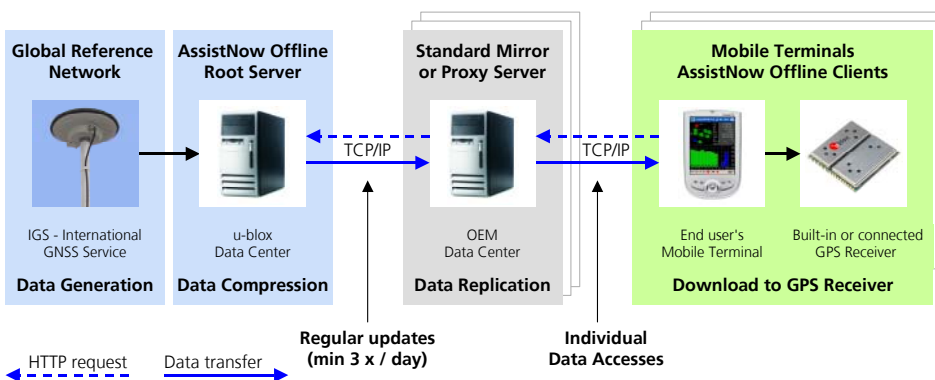 Global Reference
Network
IGS - International
GNSS Service
Data Generation
AssistNow Offline
Root Server
u-blox
Data Center
Data Compression
TCP/IP
Regular updates
(min 3 x / day)
Standard Mirror
or Proxy Server
OEM
Data Center
Data Replication
TCP/IP
Individual
Data Accesses
Mobile Terminals
AssistNow Offline Clients
End user's
Mobile Terminal
Built-in or connected
GPS Receiver
Download to GPS Receiver
HTTP request
Data transfer